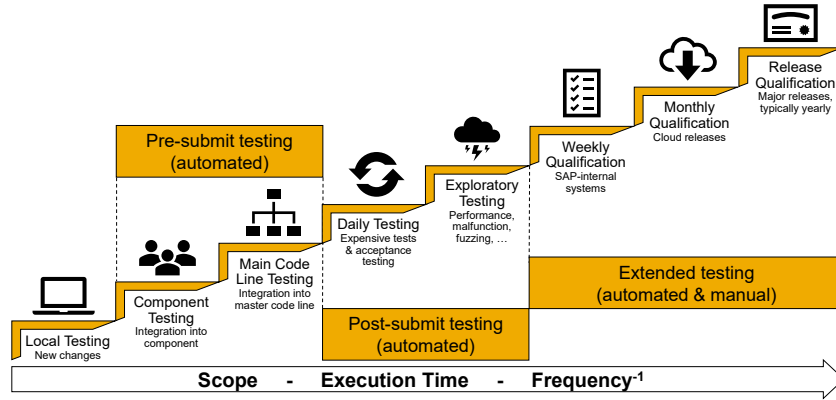 Release
Qualification
Major releases,
typically yearly
Monthly
Qualification
Cloud releases
Pre-submit testing
(automated)
Weekly
Qualification
SAP-internal
systems
Exploratory
Testing
Performance,
malfunction,
fuzzing, ...
Daily Testing
Expensive tests
& acceptance
testing
Main Code
Line Testing
Integration into
master code line
Component
Testing
Integration into
component
Local Testing
New changes
Extended testing
(automated & manual)
Post-submit testing
(automated)
Scope - Execution Time - Frequency⁻¹